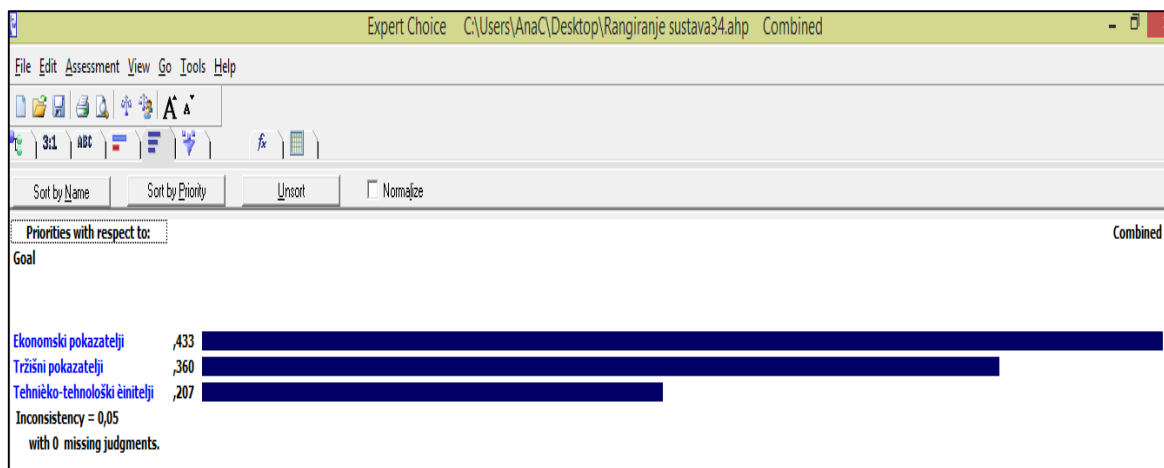 Expert Choice C:\Users\AnaC\Desktop\Rangiranje sustava34.ahp Combined
File Edit Assessment View Go Tools Help
A A
3:1 ABC fx
Sort by Name Sort by Priority Unsort Normalize
Priorities with respect to: Combined
Goal
Ekonomski pokazatelji ,433
Tržišni pokazatelji ,360
Tehnièko-tehnološki èinitelji ,207
Inconsistency = 0,05
with 0 missing judgments.